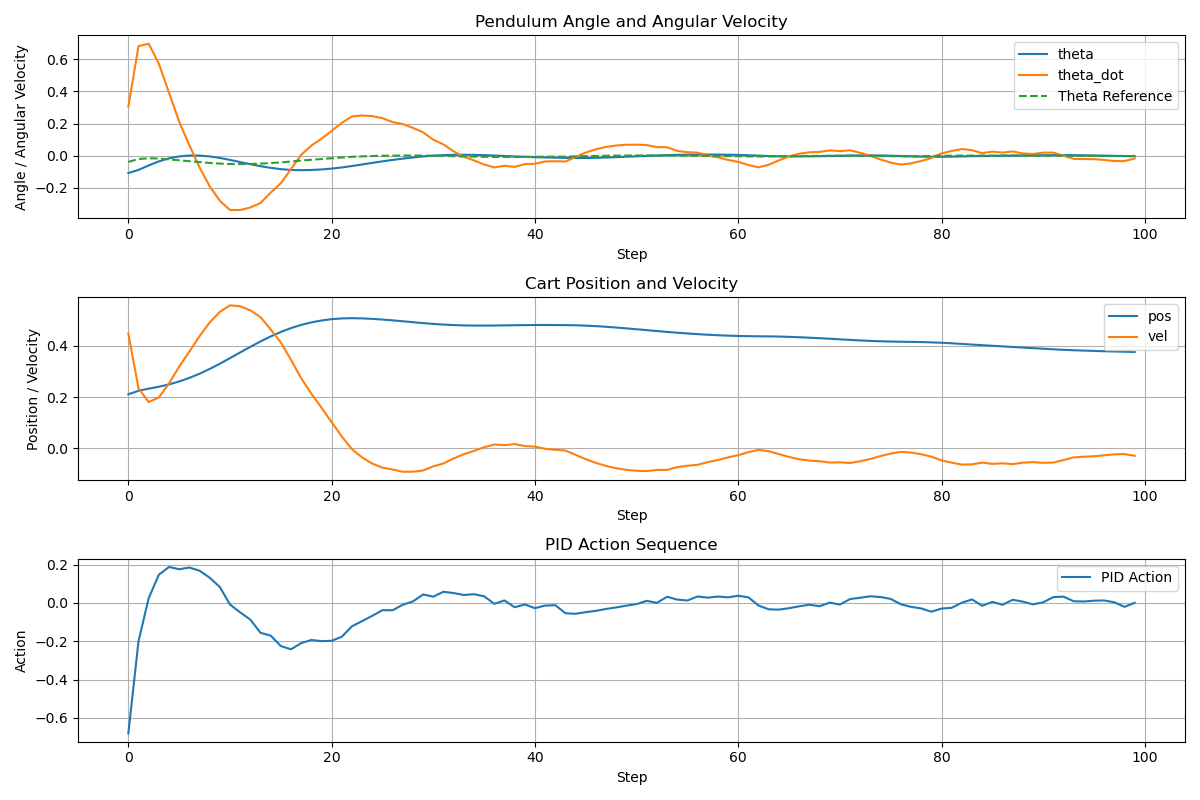 Pendulum Angle and Angular Velocity
Angle / Angular Velocity
0.6
0.4
0.2
0.0
−0.2
theta
theta_dot
Theta Reference
0 20 40 60 80 100
Step
Cart Position and Velocity
Position / Velocity
0.4
0.2
0.0
pos
vel
0 20 40 60 80 100
Step
PID Action Sequence
Action
0.2
0.0
−0.2
−0.4
−0.6
PID Action
0 20 40 60 80 100
Step